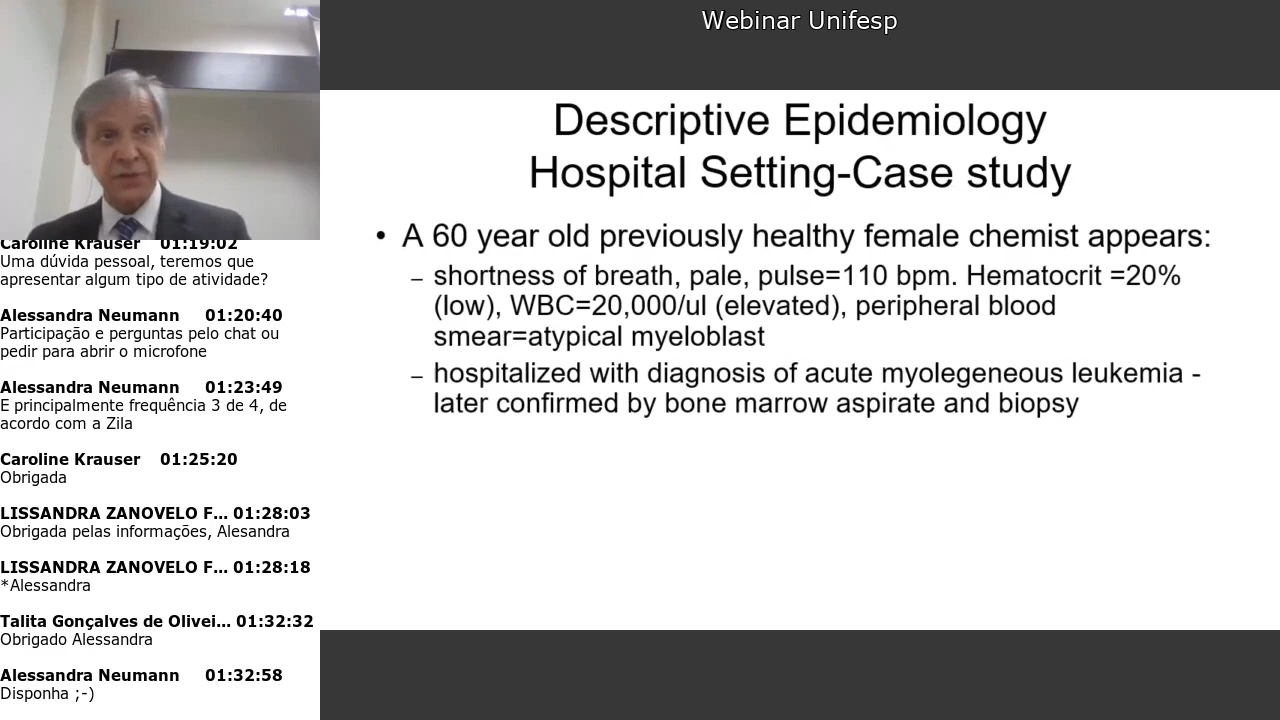 Webinar Unifesp
Descriptive Epidemiology
Hospital Setting-Case study
• A 60 year old previously healthy female chemist appears:
– shortness of breath, pale, pulse=110 bpm. Hematocrit =20%
(low), WBC=20,000/ul (elevated), peripheral blood
smear=atypical myeloblast
– hospitalized with diagnosis of acute myolegeneous leukemia -
later confirmed by bone marrow aspirate and biopsy
Caroline Krauser 01:19:02
Uma dúvida pessoal, teremos que
apresentar algum tipo de atividade?
Alessandra Neumann 01:20:40
Participação e perguntas pelo chat ou
pedir para abrir o microfone
Alessandra Neumann 01:23:49
E principalmente frequência 3 de 4, de
acordo com a Zila
Caroline Krauser 01:25:20
Obrigada
LISSANDRA ZANOVELO F... 01:28:03
Obrigada pelas informações, Alesandra
LISSANDRA ZANOVELO F... 01:28:18
*Alessandra
Talita Gonçalves de Olivei... 01:32:32
Obrigado Alessandra
Alessandra Neumann 01:32:58
Disponha ;-)